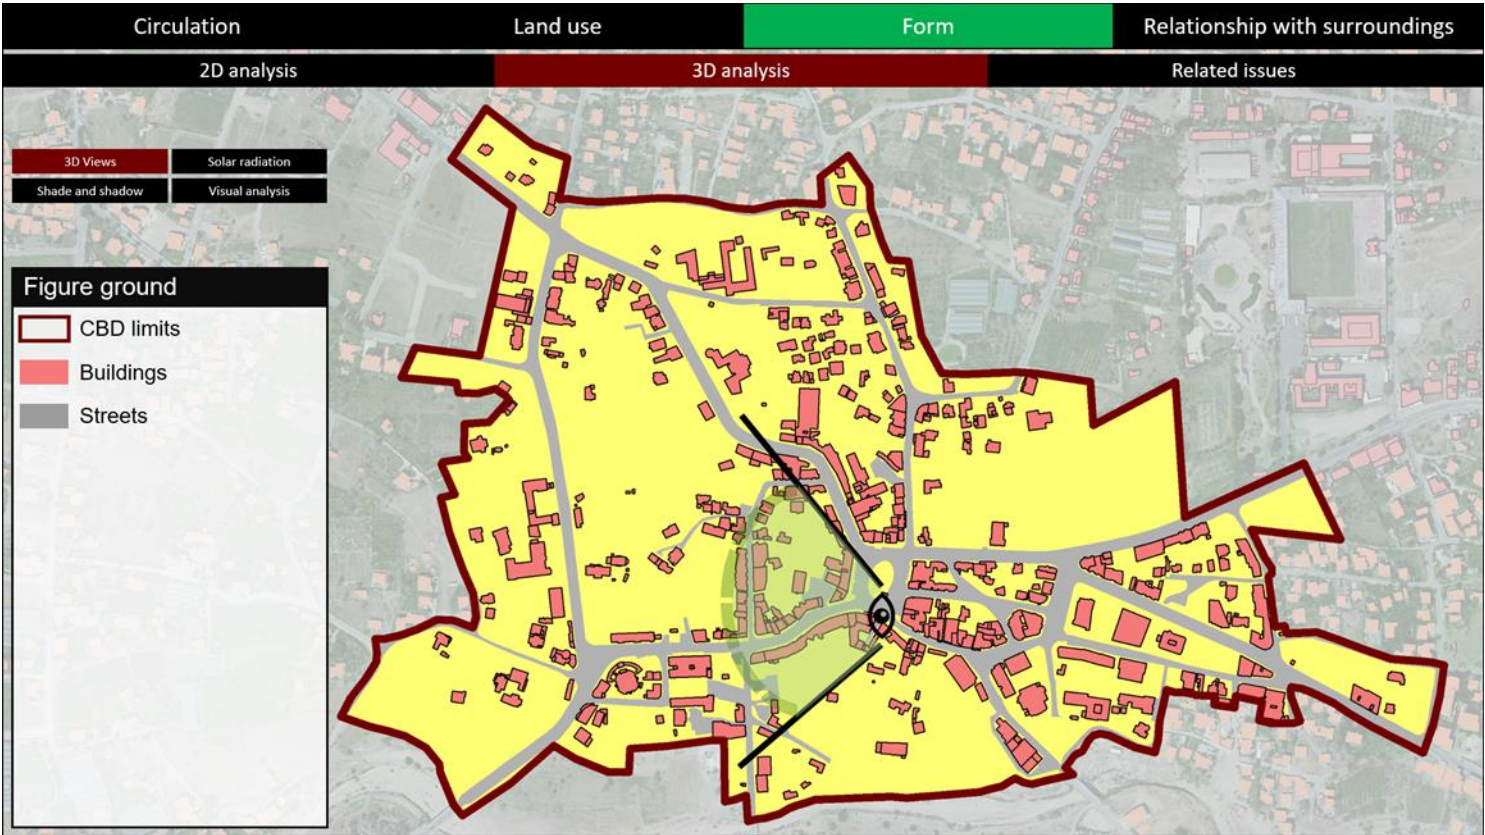 Circulation Land use Form Relationship with surroundings
2D analysis 3D analysis Related issues
3D Views Solar radiation
Shade and shadow Visual analysis
Figure ground
CBD limits
Buildings
Streets